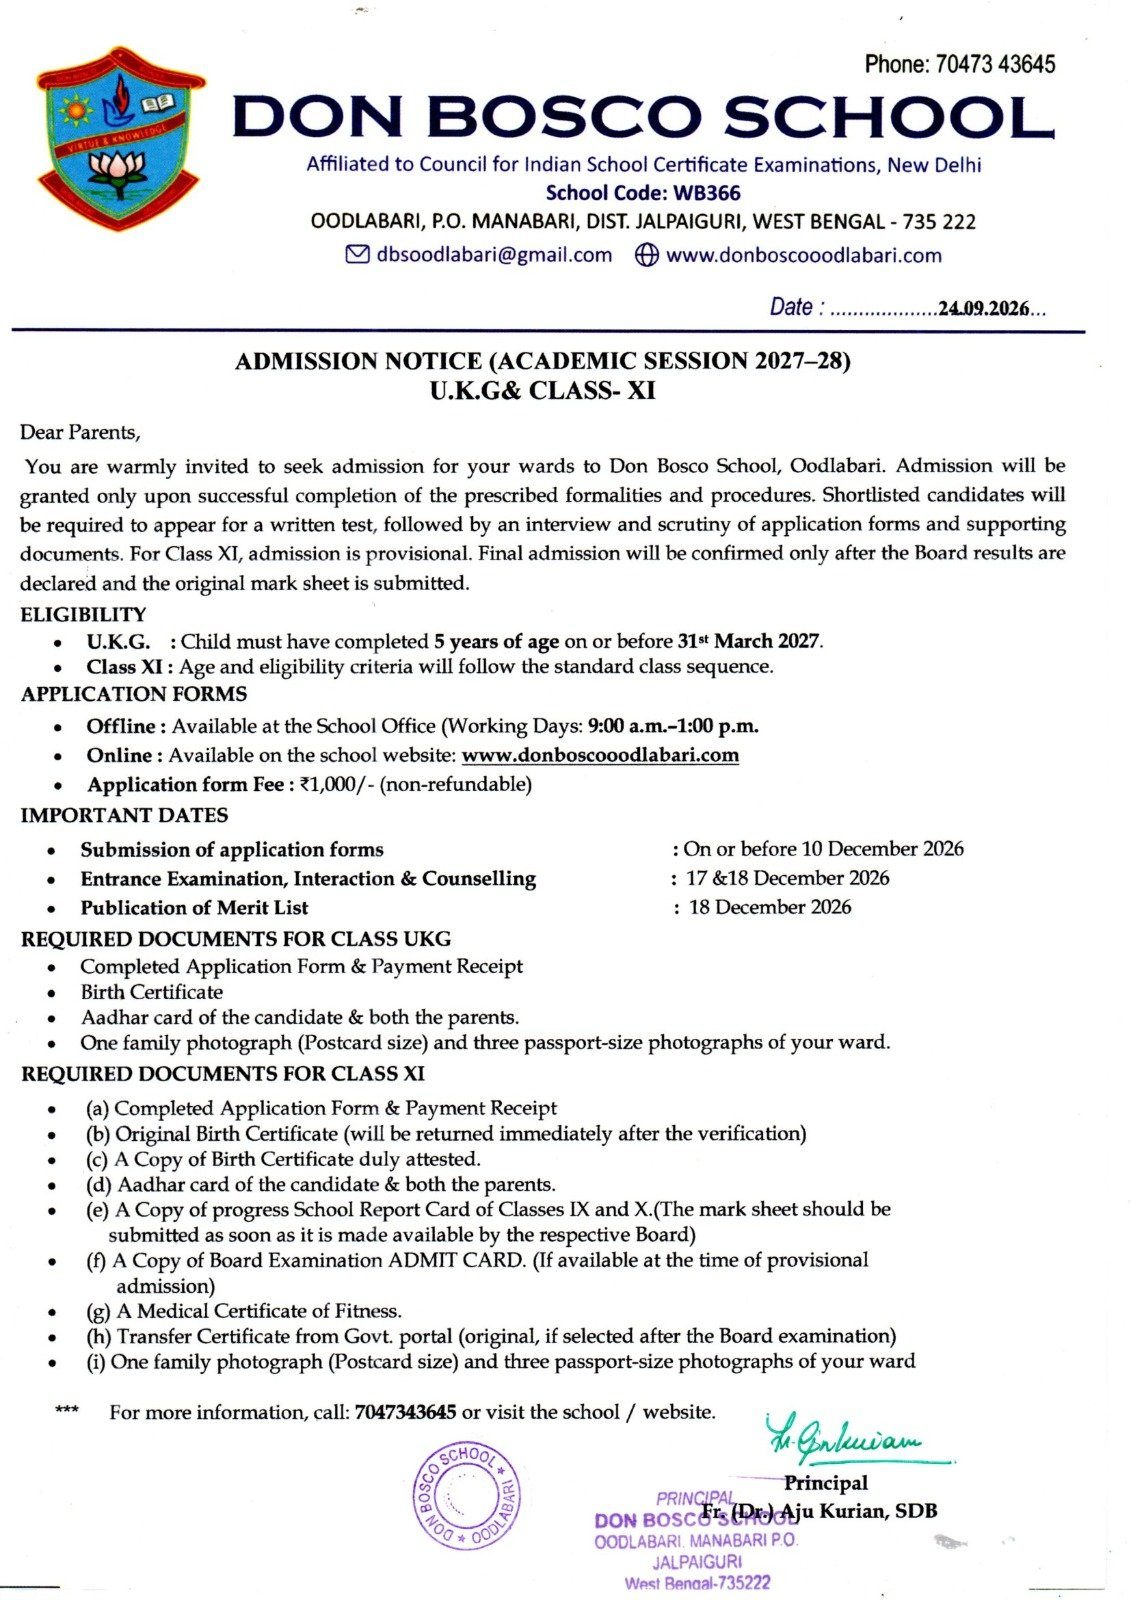 Phone: 70473 43645
VIRTUE & KNOWLEDGE
DON BOSCO SCHOOL
Affiliated to Council for Indian School Certificate Examinations, New Delhi
School Code: WB366
OODLABARI, P.O. MANABARI, DIST. JALPAIGURI, WEST BENGAL - 735 222
dbsoodlabari@gmail.com www.donboscooodlabari.com
Date : ...................24.09.2026...
ADMISSION NOTICE (ACADEMIC SESSION 2027–28)
U.K.G& CLASS- XI
Dear Parents,
You are warmly invited to seek admission for your wards to Don Bosco School, Oodlabari. Admission will be
granted only upon successful completion of the prescribed formalities and procedures. Shortlisted candidates will
be required to appear for a written test, followed by an interview and scrutiny of application forms and supporting
documents. For Class XI, admission is provisional. Final admission will be confirmed only after the Board results are
declared and the original mark sheet is submitted.
ELIGIBILITY
• U.K.G. : Child must have completed 5 years of age on or before 31st March 2027.
• Class XI : Age and eligibility criteria will follow the standard class sequence.
APPLICATION FORMS
• Offline : Available at the School Office (Working Days: 9:00 a.m.–1:00 p.m.
• Online : Available on the school website: www.donboscooodlabari.com
• Application form Fee : ₹1,000/- (non-refundable)
IMPORTANT DATES
• Submission of application forms : On or before 10 December 2026
• Entrance Examination, Interaction & Counselling : 17 &18 December 2026
• Publication of Merit List : 18 December 2026
REQUIRED DOCUMENTS FOR CLASS UKG
• Completed Application Form & Payment Receipt
• Birth Certificate
• Aadhar card of the candidate & both the parents.
• One family photograph (Postcard size) and three passport-size photographs of your ward.
REQUIRED DOCUMENTS FOR CLASS XI
• (a) Completed Application Form & Payment Receipt
• (b) Original Birth Certificate (will be returned immediately after the verification)
• (c) A Copy of Birth Certificate duly attested.
• (d) Aadhar card of the candidate & both the parents.
• (e) A Copy of progress School Report Card of Classes IX and X.(The mark sheet should be
submitted as soon as it is made available by the respective Board)
• (f) A Copy of Board Examination ADMIT CARD. (If available at the time of provisional
admission)
• (g) A Medical Certificate of Fitness.
• (h) Transfer Certificate from Govt. portal (original, if selected after the Board examination)
• (i) One family photograph (Postcard size) and three passport-size photographs of your ward
*** For more information, call: 7047343645 or visit the school / website.
DON BOSCO SCHOOL * OODLABARI *
Principal
Fr. (Dr.) Aju Kurian, SDB
PRINCIPAL
DON BOSCO SCHOOL
OODLABARI. MANABARI P.O.
JALPAIGURI
West Bengal-735222